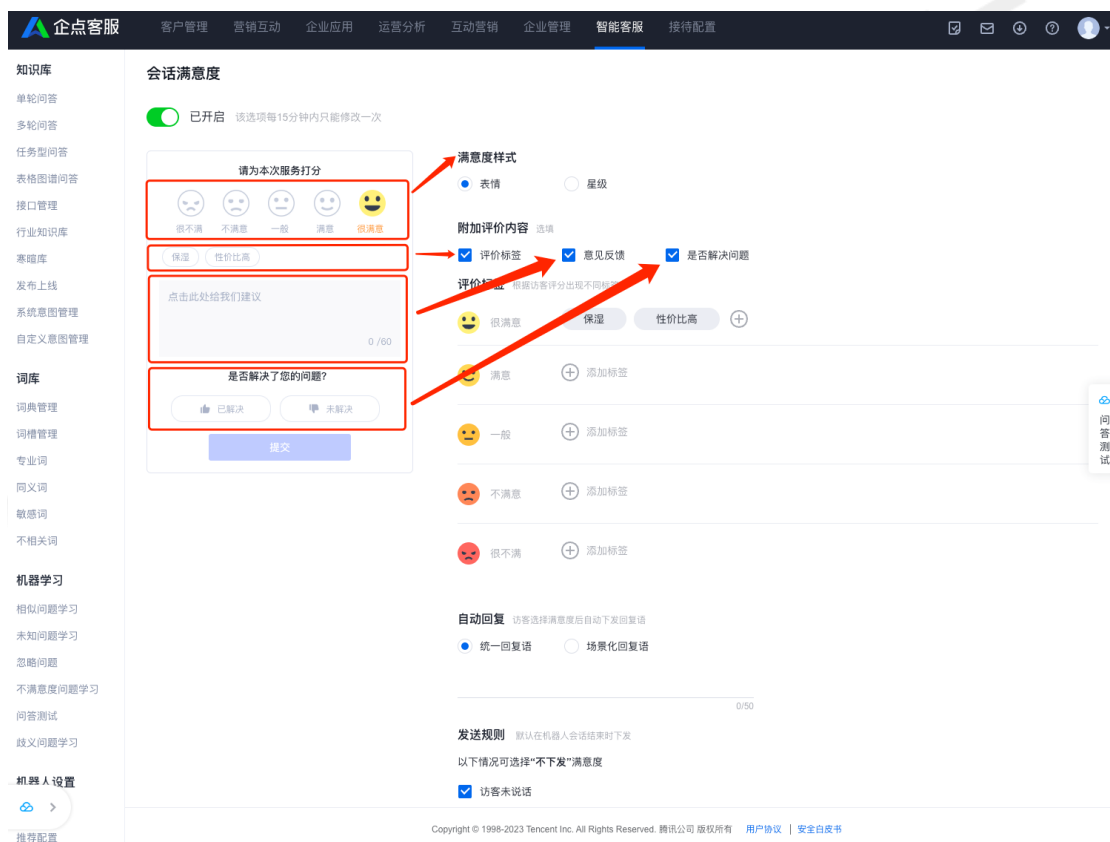 企点客服
客户管理 营销互动 企业应用 运营分析 互动营销 企业管理 智能客服 接待配置
知识库
单轮问答
多轮问答
任务型问答
表格图谱问答
接口管理
行业知识库
寒暄库
发布上线
系统意图管理
自定义意图管理
词库
词典管理
词槽管理
专业词
同义词
敏感词
不相关词
机器学习
相似问题学习
未知问题学习
忽略问题
不满意度问题学习
问答测试
歧义问题学习
机器人设置
推荐配置
会话满意度
已开启 该选项每15分钟内只能修改一次
请为本次服务打分
很不满 不满意 一般 满意 很满意
保湿 性价比高
点击此处给我们建议
0 /60
是否解决了您的问题?
已解决 未解决
提交
满意度样式
表情 星级
附加评价内容 选填
评价标签 意见反馈 是否解决问题
评价标签 根据访客评分出现不同标
很满意 保湿 性价比高
满意 添加标签
一般 添加标签
不满意 添加标签
很不满 添加标签
自动回复 访客选择满意度后自动下发回复语
统一回复语 场景化回复语
0/50
发送规则 默认在机器人会话结束时下发
以下情况可选择“不下发”满意度
访客未说话
问答测试
Copyright © 1998-2023 Tencent Inc. All Rights Reserved. 腾讯公司 版权所有 用户协议 | 安全白皮书